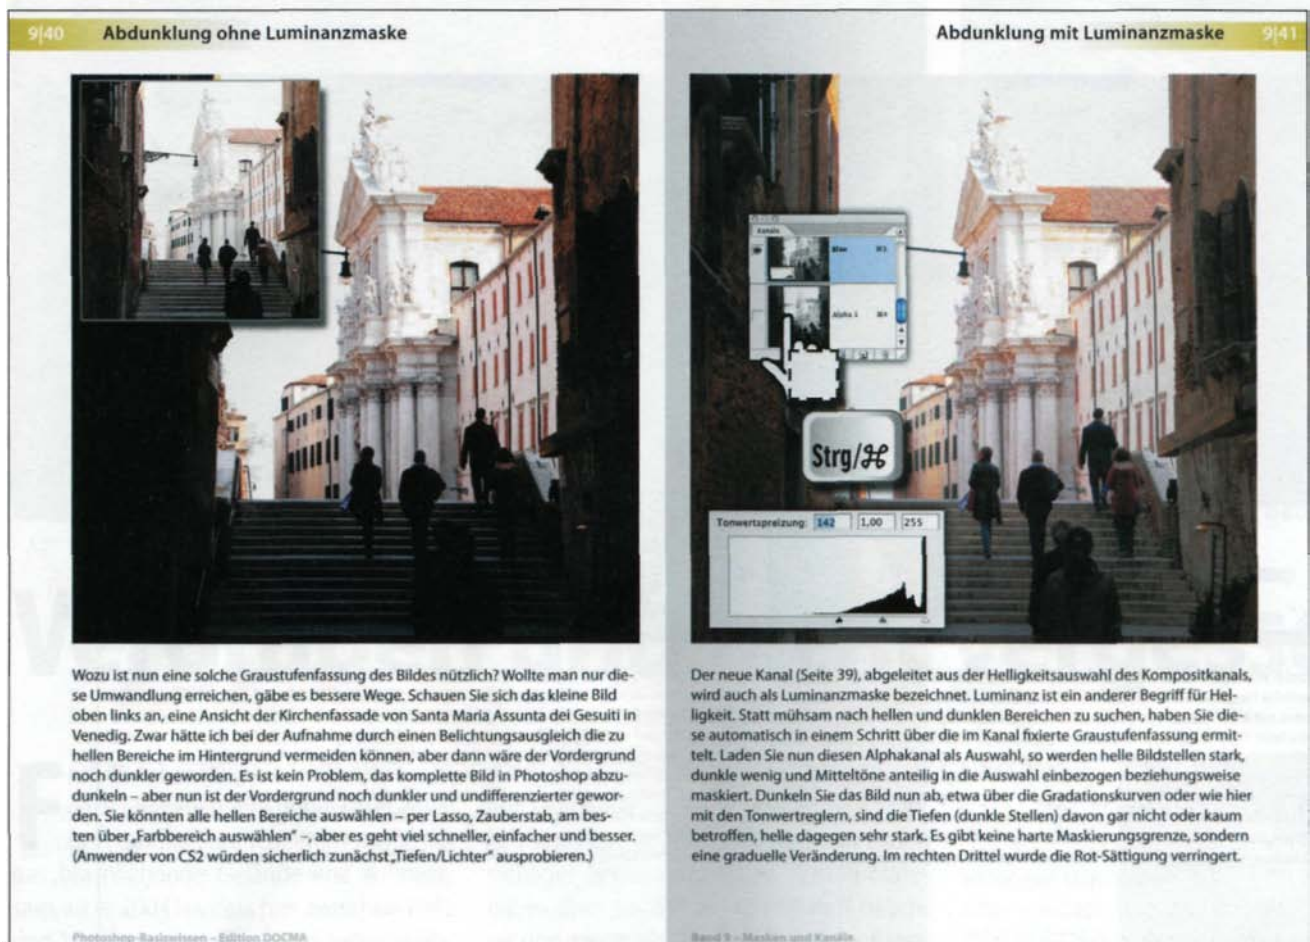 9|40
Abdunklung ohne Luminanzmaske
Wozu ist nun eine solche Graustufenfassung des Bildes nützlich? Wollte man nur die-
se Umwandlung erreichen, gäbe es bessere Wege. Schauen Sie sich das kleine Bild
oben links an, eine Ansicht der Kirchenfassade von Santa Maria Assunta dei Gesuiti in
Venedig. Zwar hätte ich bei der Aufnahme durch einen Belichtungsausgleich die zu
hellen Bereiche im Hintergrund vermeiden können, aber dann wäre der Vordergrund
noch dunkler geworden. Es ist kein Problem, das komplette Bild in Photoshop abzu-
dunkeln – aber nun ist der Vordergrund noch dunkler und undifferenzierter gewor-
den. Sie könnten alle hellen Bereiche auswählen – per Lasso, Zauberstab, am bes-
ten über „Farbbereich auswählen“ –, aber es geht viel schneller, einfacher und besser.
(Anwender von CS2 würden sicherlich zunächst „Tiefen/Lichter“ ausprobieren.)
Photoshop-Basiswissen – Edition DOCMA
Abdunklung mit Luminanzmaske
9|41
Kanäle
Blau ⌘3
Alpha 1 ⌘4
Strg/⌘
Tonwertspreizung: 142 1,00 255
Der neue Kanal (Seite 39), abgeleitet aus der Helligkeitsauswahl des Kompositkanals,
wird auch als Luminanzmaske bezeichnet. Luminanz ist ein anderer Begriff für Hel-
ligkeit. Statt mühsam nach hellen und dunklen Bereichen zu suchen, haben Sie die-
se automatisch in einem Schritt über die im Kanal fixierte Graustufenfassung ermit-
telt. Laden Sie nun diesen Alphakanal als Auswahl, so werden helle Bildstellen stark,
dunkle wenig und Mitteltöne anteilig in die Auswahl einbezogen beziehungsweise
maskiert. Dunkeln Sie das Bild nun ab, etwa über die Gradationskurven oder wie hier
mit den Tonwertreglern, sind die Tiefen (dunkle Stellen) davon gar nicht oder kaum
betroffen, helle dagegen sehr stark. Es gibt keine harte Maskierungsgrenze, sondern
eine graduelle Veränderung. Im rechten Drittel wurde die Rot-Sättigung verringert.
Band 9 – Masken und Kanäle